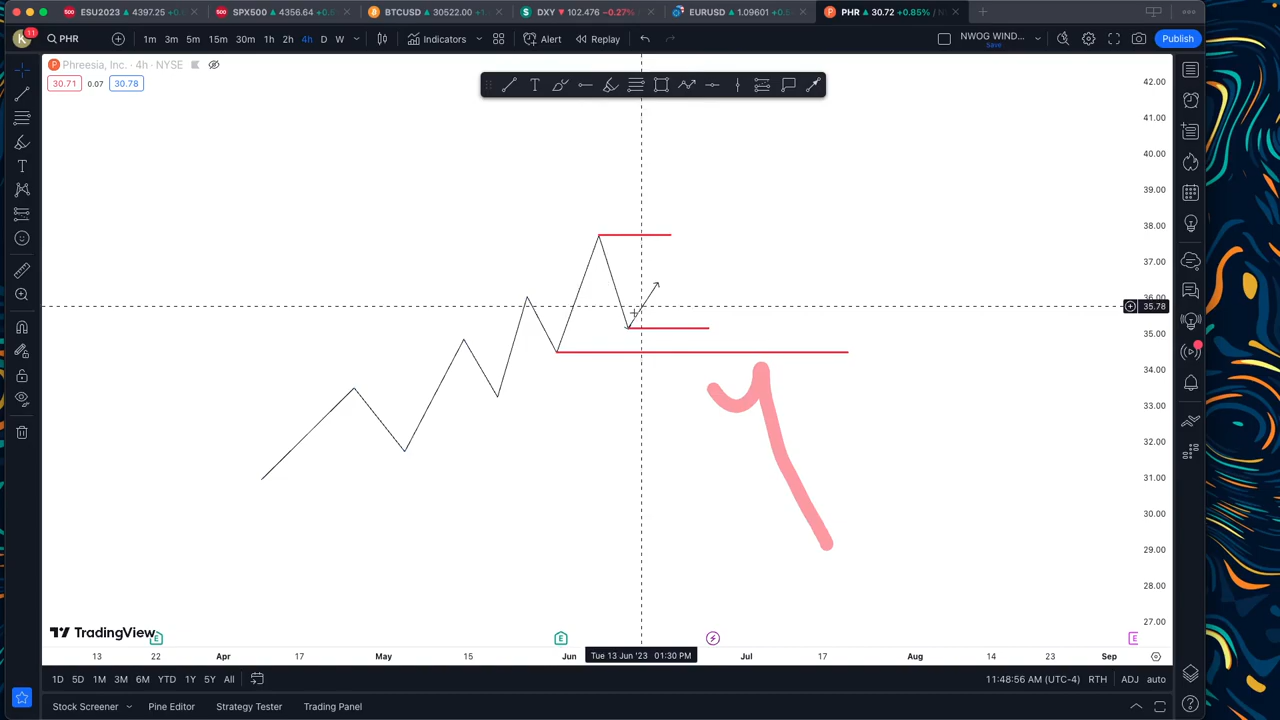 ESU2023 ▲ 4397.25 +0.
SPX500 ▲ 4356.64 +0.
BTCUSD ▲ 30522.00 +1.
DXY ▼ 102.476 −0.27%
EURUSD ▲ 1.09601 +0.
PHR ▲ 30.72 +0.85% / N
K 11 PHR 1m 3m 5m 15m 30m 1h 2h 4h D W Indicators Alert Replay NWOG WIND... Save Publish
Phreesia, Inc. · 4h · NYSE
30.71 0.07 30.78
42.00
41.00
40.00
39.00
38.00
37.00
36.00
35.78
35.00
34.00
33.00
32.00
31.00
30.00
29.00
28.00
27.00
TradingView
E E E
13 22 Apr 17 May 15 Jun Tue 13 Jun '23 01:30 PM Jul 17 Aug 14 23 Sep
1D 5D 1M 3M 6M YTD 1Y 5Y All 11:48:56 AM (UTC-4) RTH ADJ auto
Stock Screener Pine Editor Strategy Tester Trading Panel